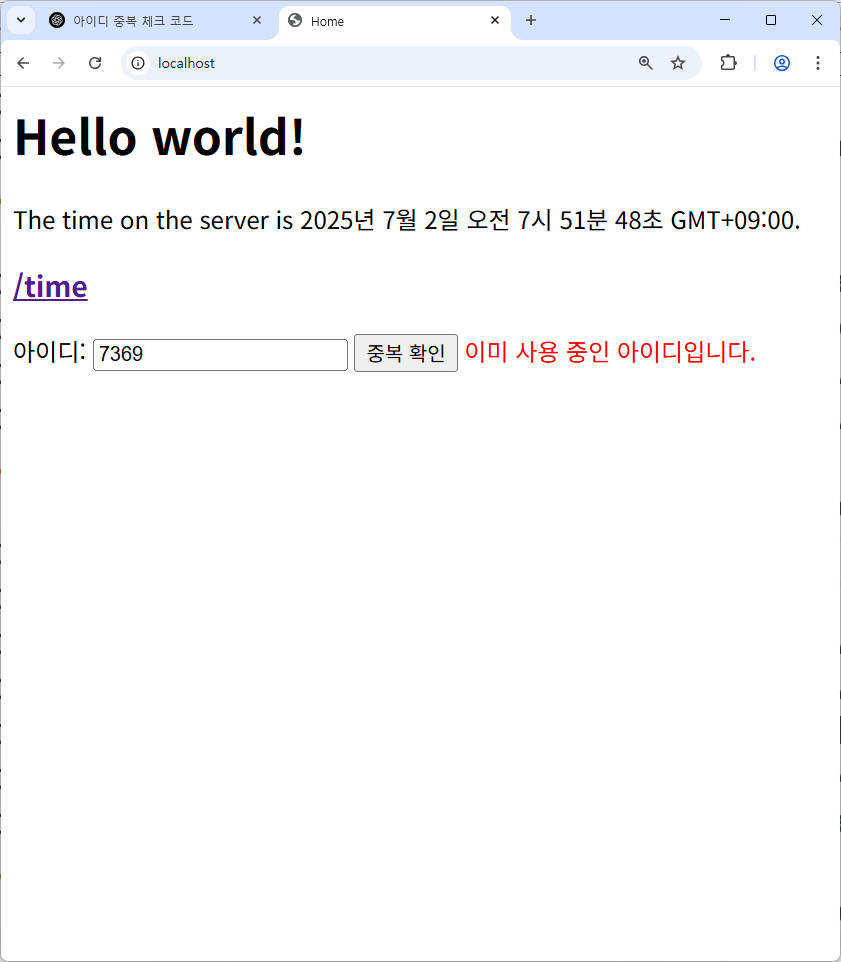 아이디 중복 체크 코드
Home
localhost
Hello world!
The time on the server is 2025년 7월 2일 오전 7시 51분 48초 GMT+09:00.
/time
아이디: 7369 중복 확인 이미 사용 중인 아이디입니다.